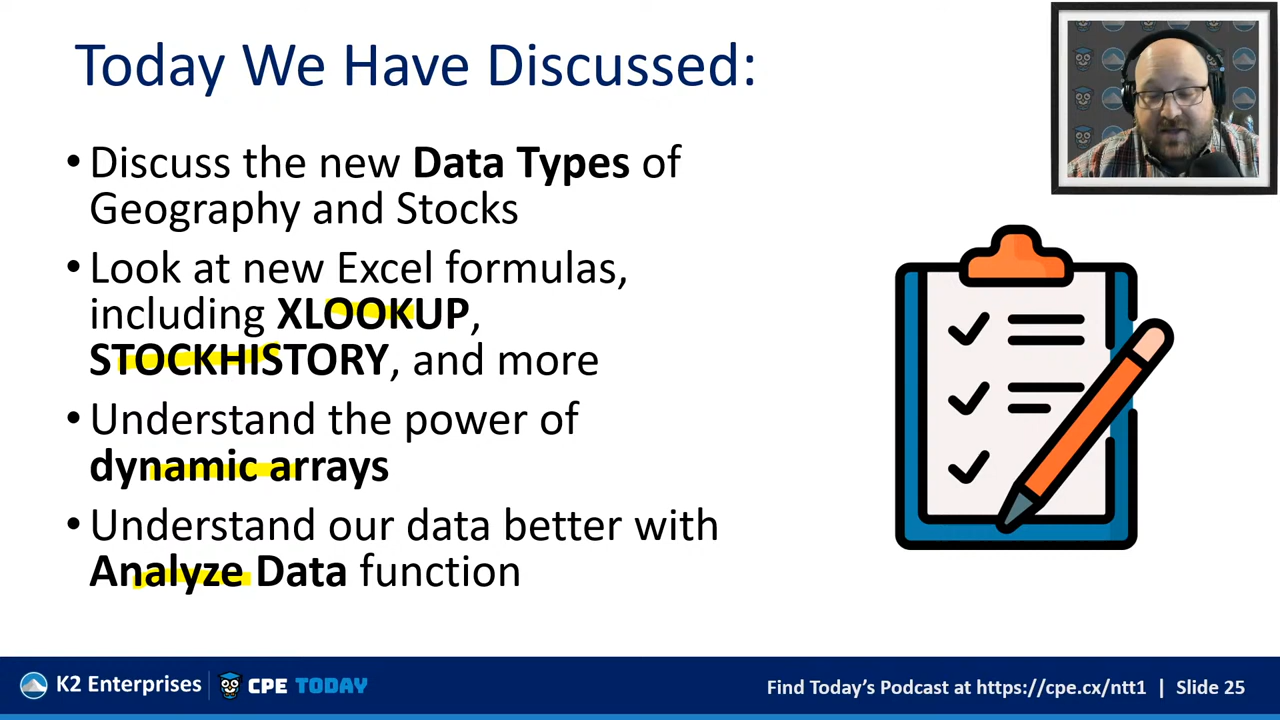 Today We Have Discussed:
• Discuss the new Data Types of
Geography and Stocks
• Look at new Excel formulas,
including XLOOKUP,
STOCKHISTORY, and more
• Understand the power of
dynamic arrays
• Understand our data better with
Analyze Data function
K2 Enterprises | CPE TODAY
Find Today's Podcast at https://cpe.cx/ntt1 | Slide 25